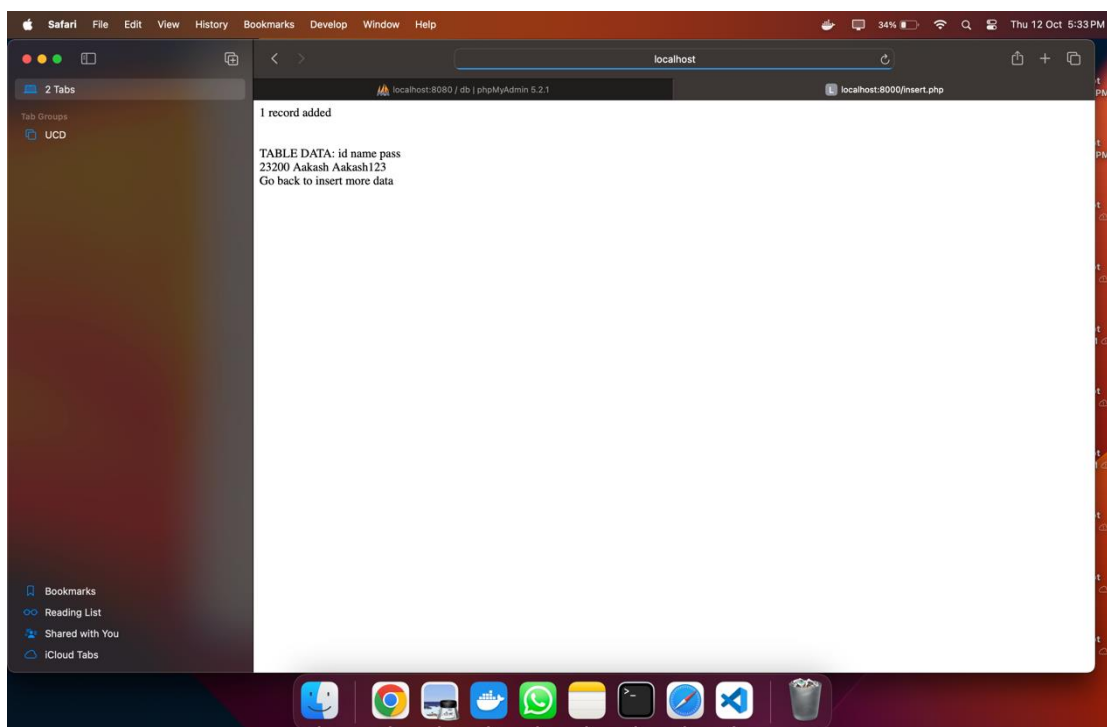 Safari File Edit View History Bookmarks Develop Window Help 34% Thu 12 Oct 5:33 PM
localhost
2 Tabs
localhost:8080 / db | phpMyAdmin 5.2.1
L localhost:8000/insert.php
Tab Groups
UCD
1 record added
TABLE DATA: id name pass
23200 Aakash Aakash123
Go back to insert more data
Bookmarks
Reading List
Shared with You
iCloud Tabs